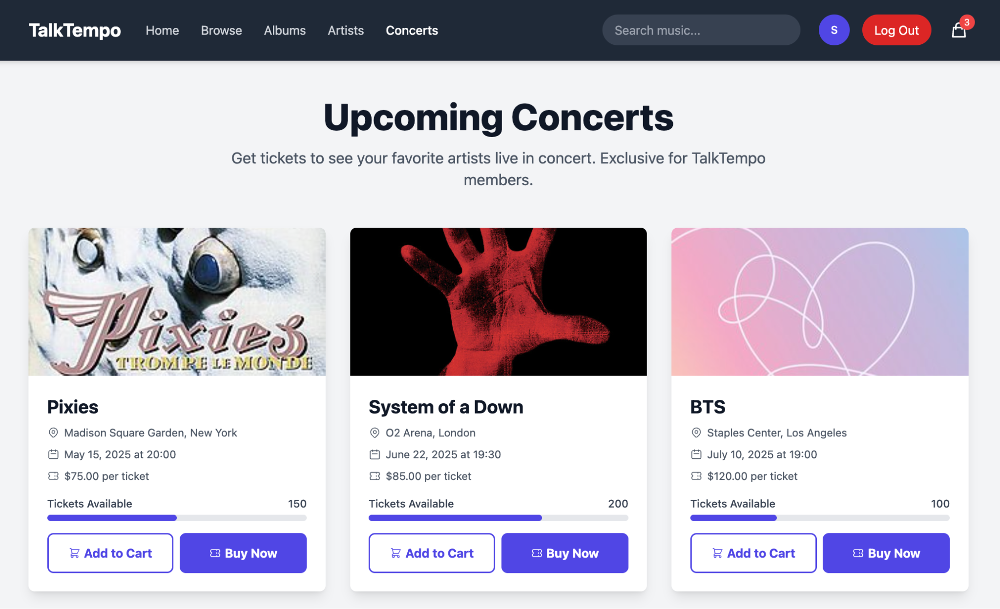 TalkTempo Home Browse Albums Artists Concerts Search music... S Log Out 3
Upcoming Concerts
Get tickets to see your favorite artists live in concert. Exclusive for TalkTempo
members.
Pixies
TROMPE LE MONDE
Pixies
Madison Square Garden, New York
May 15, 2025 at 20:00
$75.00 per ticket
Tickets Available 150
Add to Cart Buy Now
System of a Down
O2 Arena, London
June 22, 2025 at 19:30
$85.00 per ticket
Tickets Available 200
Add to Cart Buy Now
BTS
Staples Center, Los Angeles
July 10, 2025 at 19:00
$120.00 per ticket
Tickets Available 100
Add to Cart Buy Now